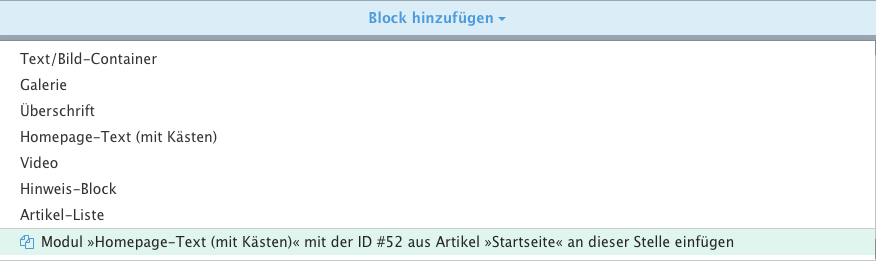 Block hinzufügen
Text/Bild-Container
Galerie
Überschrift
Homepage-Text (mit Kästen)
Video
Hinweis-Block
Artikel-Liste
Modul »Homepage-Text (mit Kästen)« mit der ID #52 aus Artikel »Startseite« an dieser Stelle einfügen